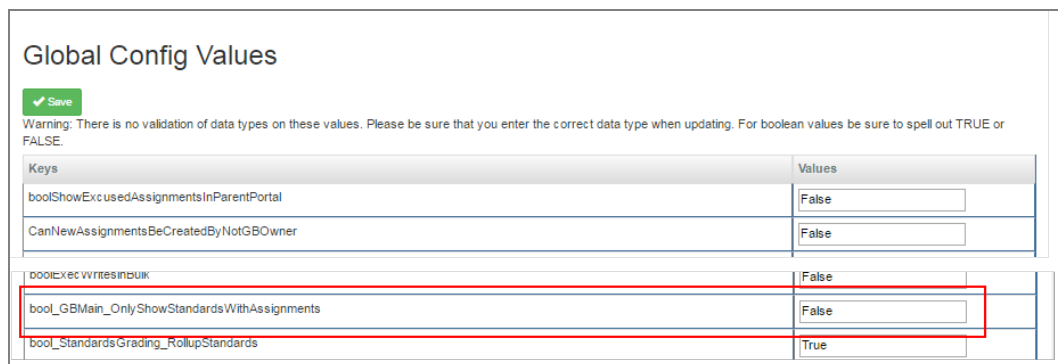 Global Config Values
Save
Warning: There is no validation of data types on these values. Please be sure that you enter the correct data type when updating. For boolean values be sure to spell out TRUE or
FALSE.
Keys Values
boolShowExcusedAssignmentsInParentPortal False
CanNewAssignmentsBeCreatedByNotGBOwner False
boolExecWritesInBulk False
bool_GBMain_OnlyShowStandardsWithAssignments False
bool_StandardsGrading_RollupStandards True